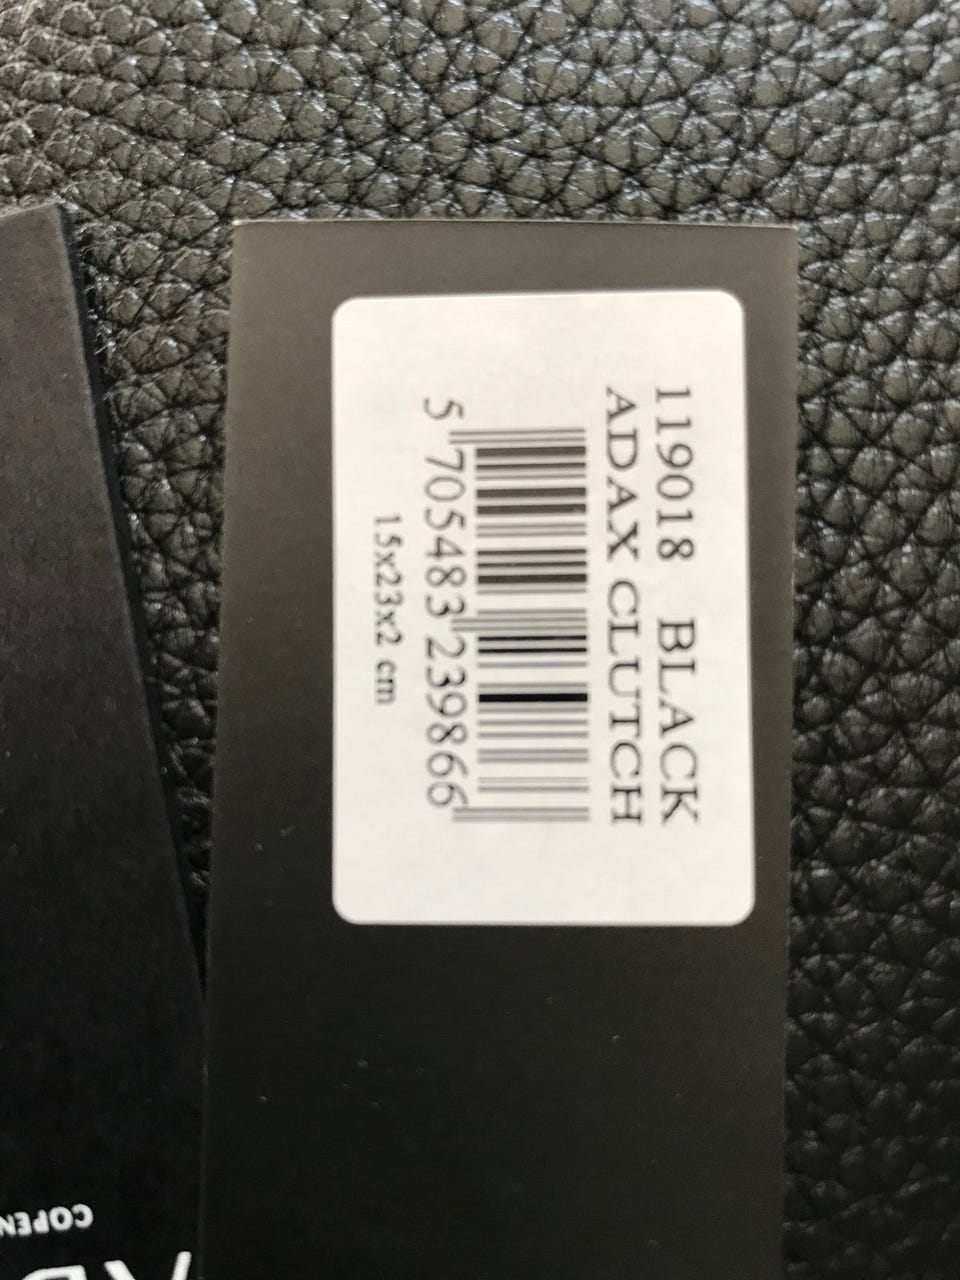 119018 BLACK
ADAX CLUTCH
5 705483 239866
15x23x2 cm
COPEN